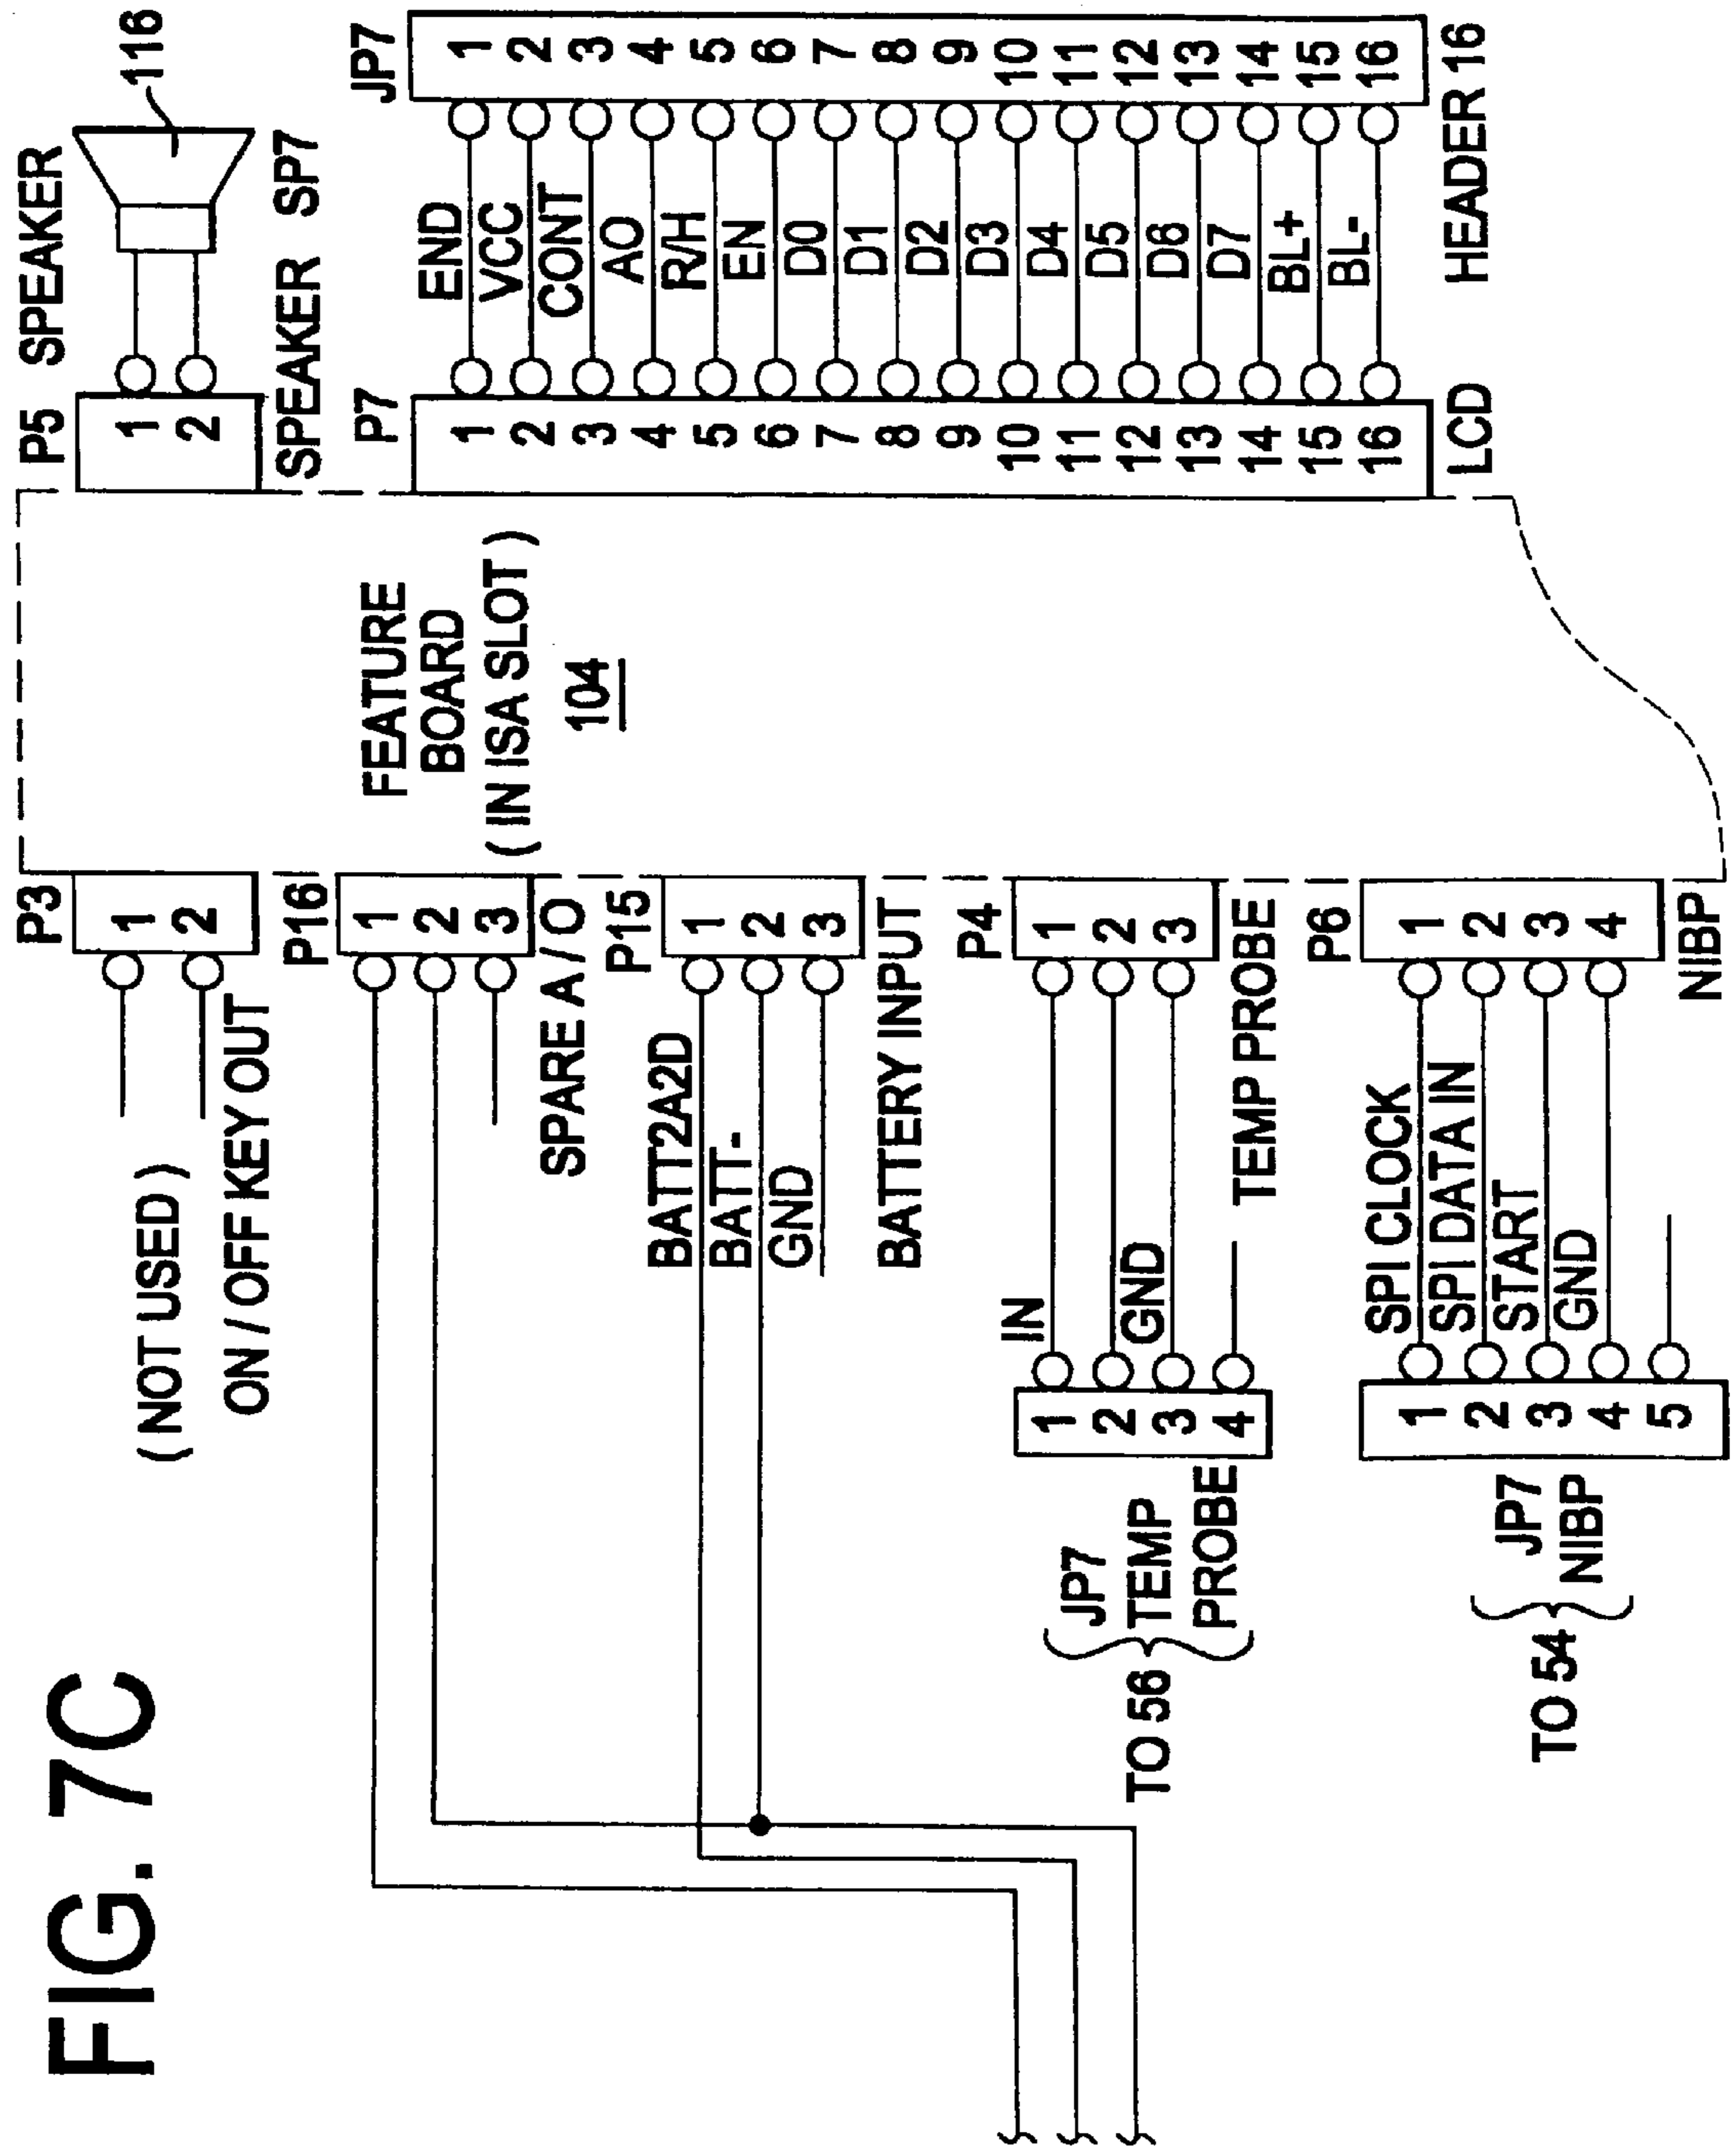 FIG. 7C
P3
1
2
(NOT USED)
ON / OFF KEY OUT
P16
1
2
3
SPARE A / O
P15
1
2
3
BATT2A2D
BATT-
GND
BATTERY INPUT
P4
1
2
3
IN
GND
TEMP PROBE
1
2
3
4
JP7
TEMP
PROBE
TO 56
P6
1
2
3
4
NIBP
SPI CLOCK
SPI DATA IN
START
GND
1
2
3
4
5
JP7
NIBP
TO 54
FEATURE
BOARD
( IN ISA SLOT )
104
P5 SPEAKER
1
2
116
SPEAKER SP7
P7
1
2
3
4
5
6
7
8
9
10
11
12
13
14
15
16
LCD
END
VCC
CONT
AO
R/H
EN
D0
D1
D2
D3
D4
D5
D6
D7
BL+
BL-
JP7
1
2
3
4
5
6
7
8
9
10
11
12
13
14
15
16
HEADER 16